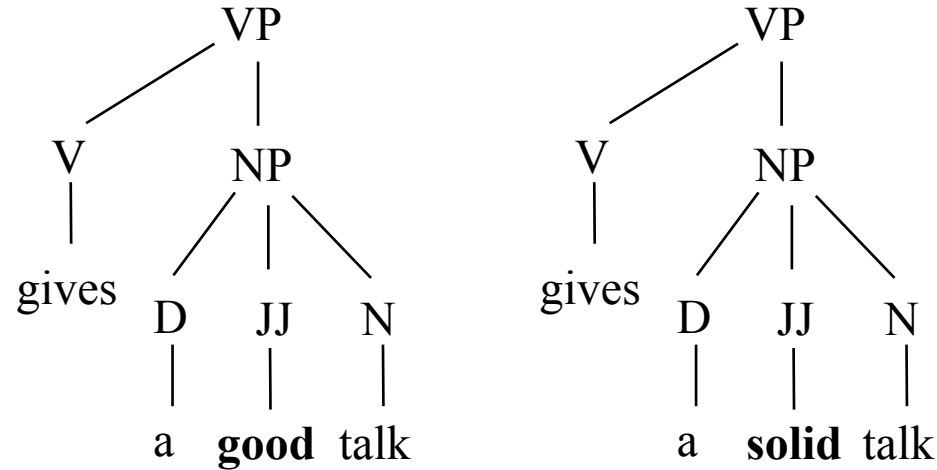 VP VP
V NP V NP
gives gives
D JJ N D JJ N
a good talk a solid talk